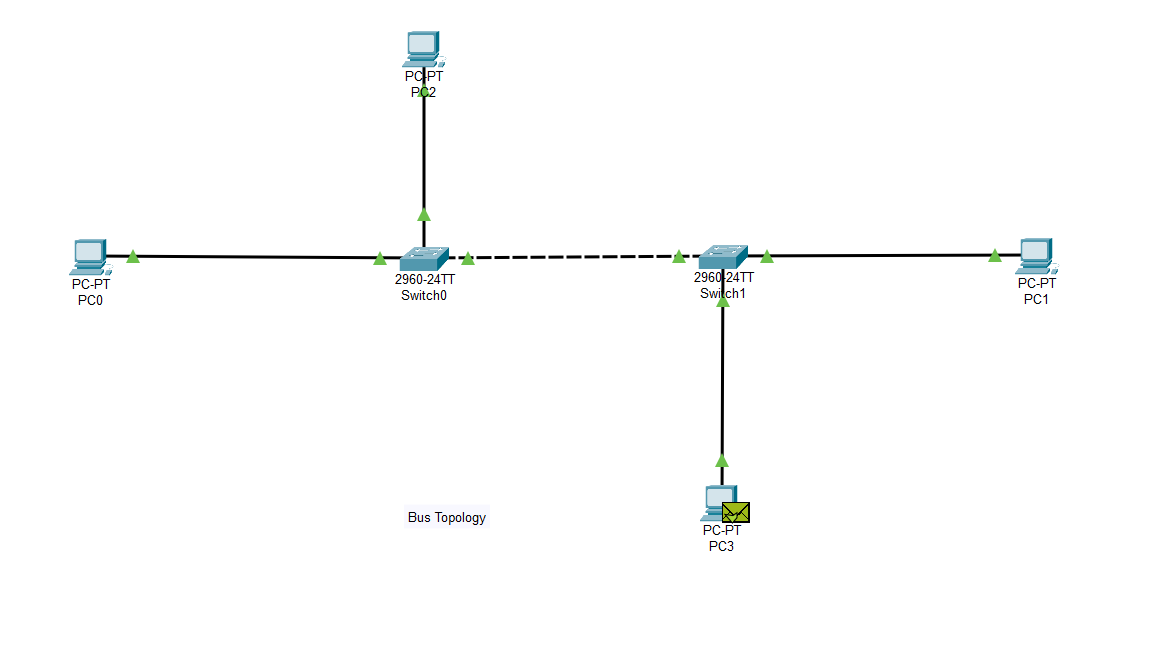 PC-PT
PC2
PC-PT
PC0
2960-24TT
Switch0
2960-24TT
Switch1
PC-PT
PC1
Bus Topology
PC-PT
PC3